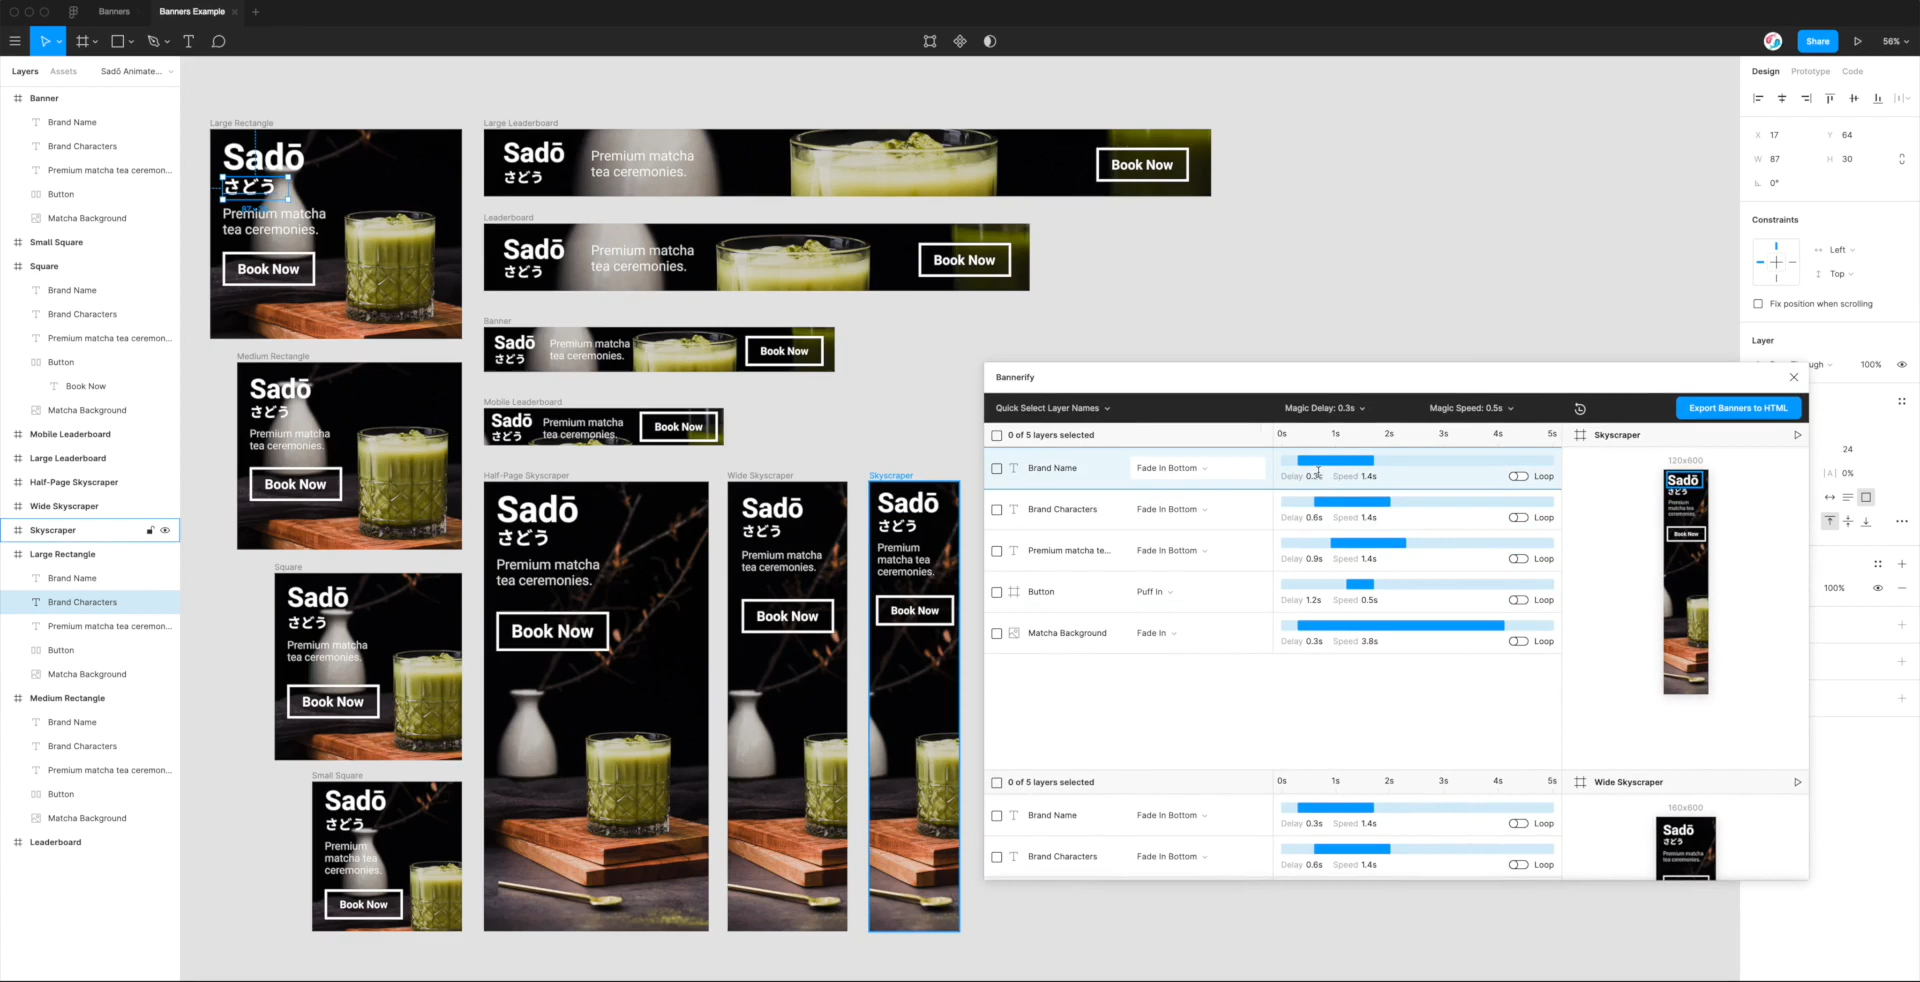 Banners
Banners Example
Share
56%
Layers
Assets
Sadō Animate...
Banner
Brand Name
Brand Characters
Premium matcha tea ceremon...
Button
Matcha Background
Small Square
Square
Brand Name
Brand Characters
Premium matcha tea ceremon...
Button
Book Now
Matcha Background
Mobile Leaderboard
Large Leaderboard
Half-Page Skyscraper
Wide Skyscraper
Skyscraper
Large Rectangle
Brand Name
Brand Characters
Premium matcha tea ceremon...
Button
Matcha Background
Medium Rectangle
Brand Name
Brand Characters
Premium matcha tea ceremon...
Button
Matcha Background
Leaderboard
Large Rectangle
Sadō
さどう
Premium matcha
tea ceremonies.
Book Now
Medium Rectangle
Sadō
さどう
Premium matcha
tea ceremonies.
Book Now
Square
Sadō
さどう
Premium matcha
tea ceremonies.
Book Now
Small Square
Sadō
さどう
Premium
matcha tea
ceremonies.
Book Now
Large Leaderboard
Sadō
さどう
Premium matcha
tea ceremonies.
Book Now
Leaderboard
Sadō
さどう
Premium matcha
tea ceremonies.
Book Now
Banner
Sadō
さどう
Premium matcha
tea ceremonies.
Book Now
Mobile Leaderboard
Sadō
さどう
Premium matcha
tea ceremonies.
Book Now
Half-Page Skyscraper
Sadō
さどう
Premium matcha
tea ceremonies.
Book Now
Wide Skyscraper
Sadō
さどう
Premium matcha
tea ceremonies.
Book Now
Skyscraper
Sadō
さどう
Premium
matcha tea
ceremonies.
Book Now
Bannerify
Quick Select Layer Names
Magic Delay: 0.3s
Magic Speed: 0.5s
Export Banners to HTML
0 of 5 layers selected
0s 1s 2s 3s 4s 5s
Skyscraper
120x600
Sadō
さどう
Premium
matcha tea
ceremonies.
Book Now
Brand Name
Fade In Bottom
Delay 0.3s Speed 1.4s
Loop
Brand Characters
Fade In Bottom
Delay 0.6s Speed 1.4s
Loop
Premium matcha te...
Fade In Bottom
Delay 0.9s Speed 1.4s
Loop
Button
Puff In
Delay 1.2s Speed 0.5s
Loop
Matcha Background
Fade In
Delay 0.3s Speed 3.8s
Loop
0 of 5 layers selected
0s 1s 2s 3s 4s 5s
Wide Skyscraper
160x600
Sadō
さどう
Premium matcha
tea ceremonies.
Brand Name
Fade In Bottom
Delay 0.3s Speed 1.4s
Loop
Brand Characters
Fade In Bottom
Delay 0.6s Speed 1.4s
Loop
Design
Prototype
Code
X 17
Y 64
W 87
H 30
0°
Constraints
Left
Top
Fix position when scrolling
Layer
ugh
100%
24
|A| 0%
100%